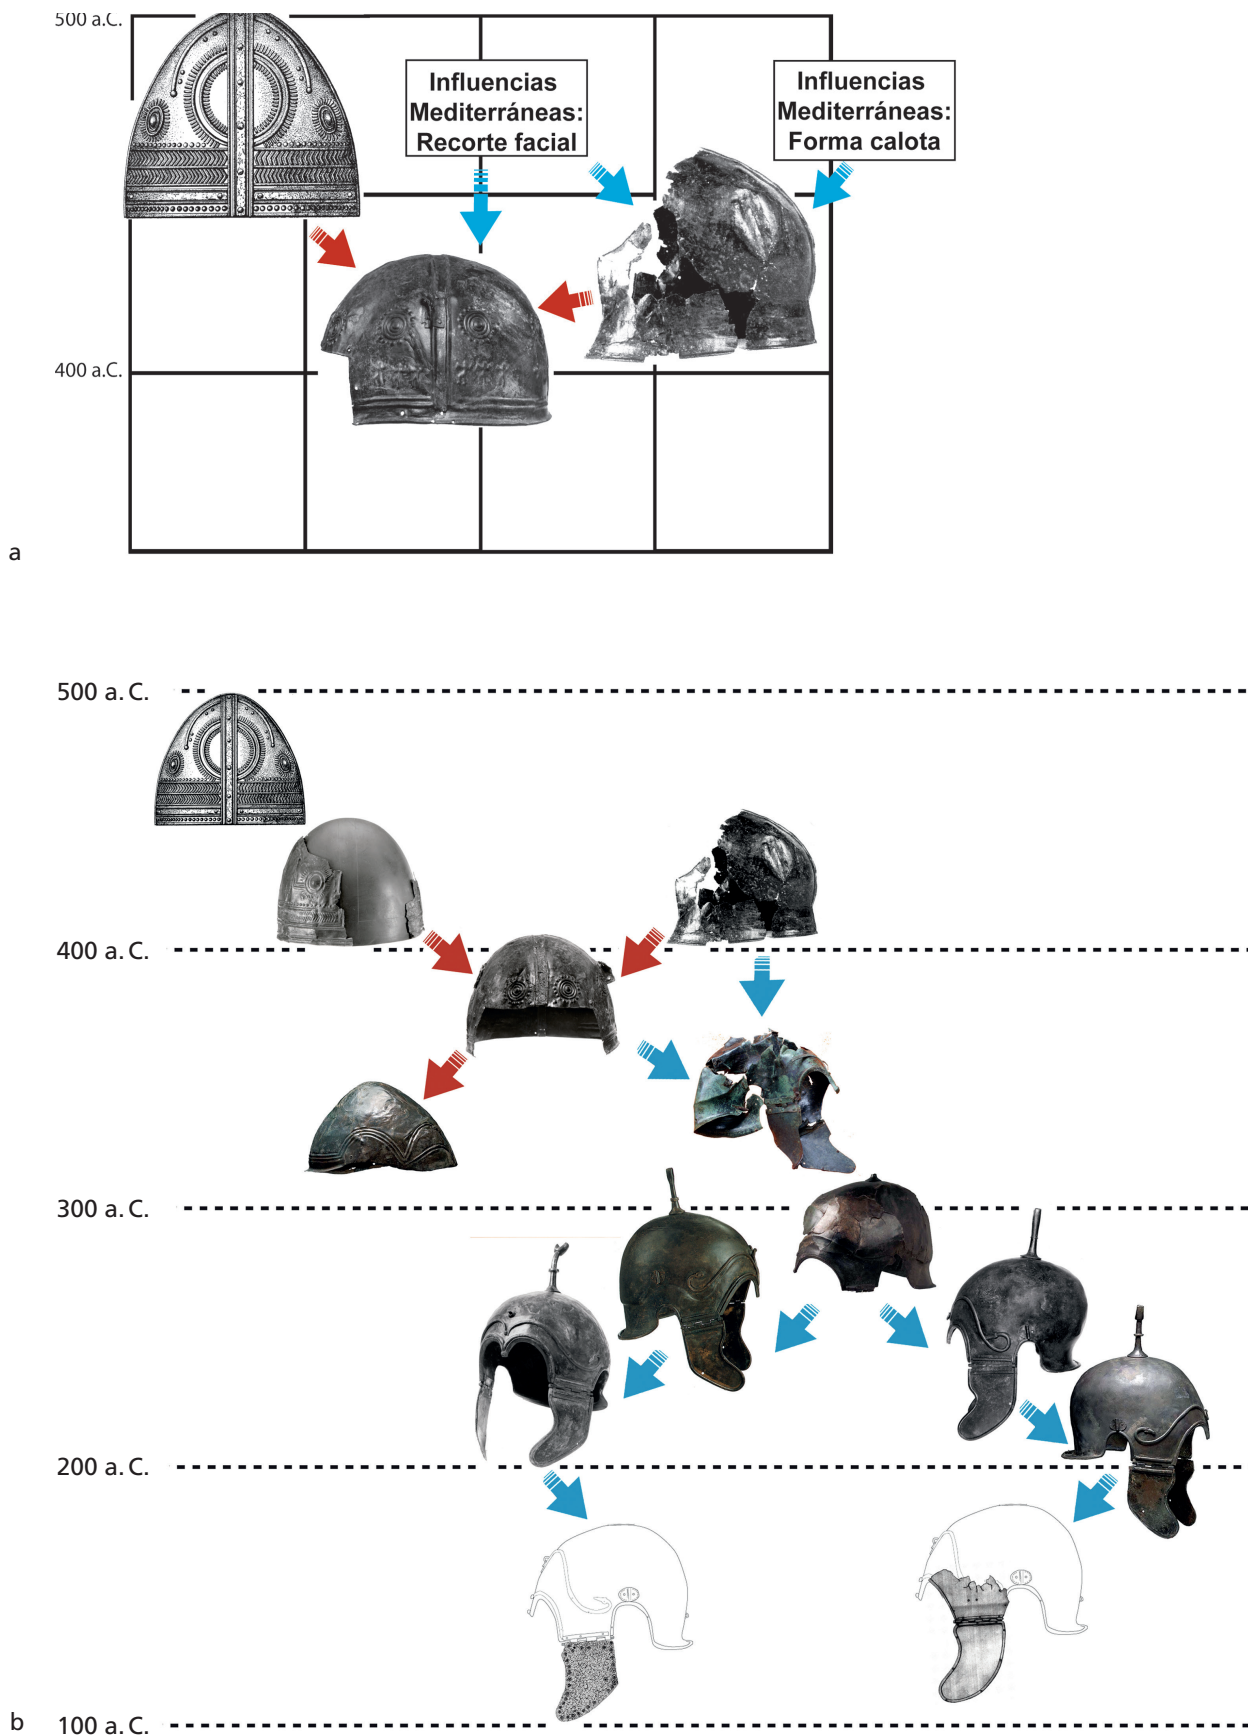 500 a.C.
Influencias
Mediterráneas:
Recorte facial
Influencias
Mediterráneas:
Forma calota
400 a.C.
a
500 a. C.
400 a. C.
300 a. C.
200 a. C.
b
100 a. C.